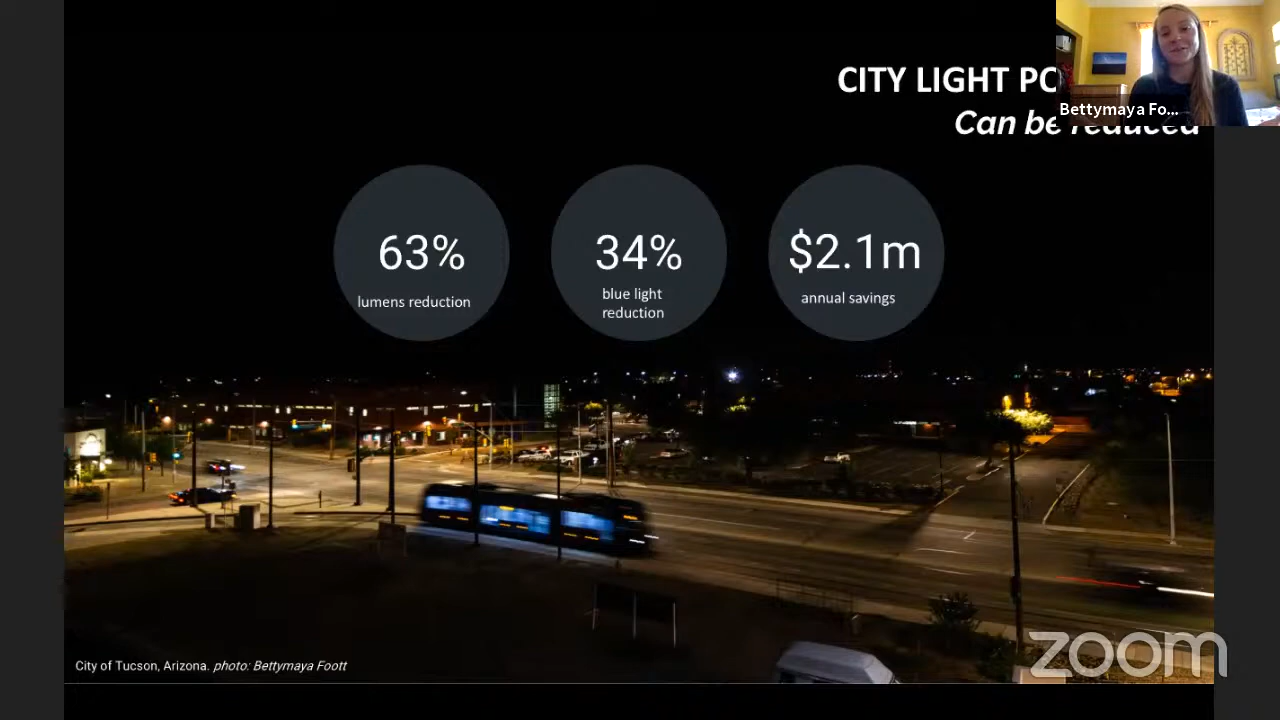 CITY LIGHT PO
Can be reduced
Bettymaya Fo...
63%
lumens reduction
34%
blue light
reduction
$2.1m
annual savings
City of Tucson, Arizona. photo: Bettymaya Foott
zoom